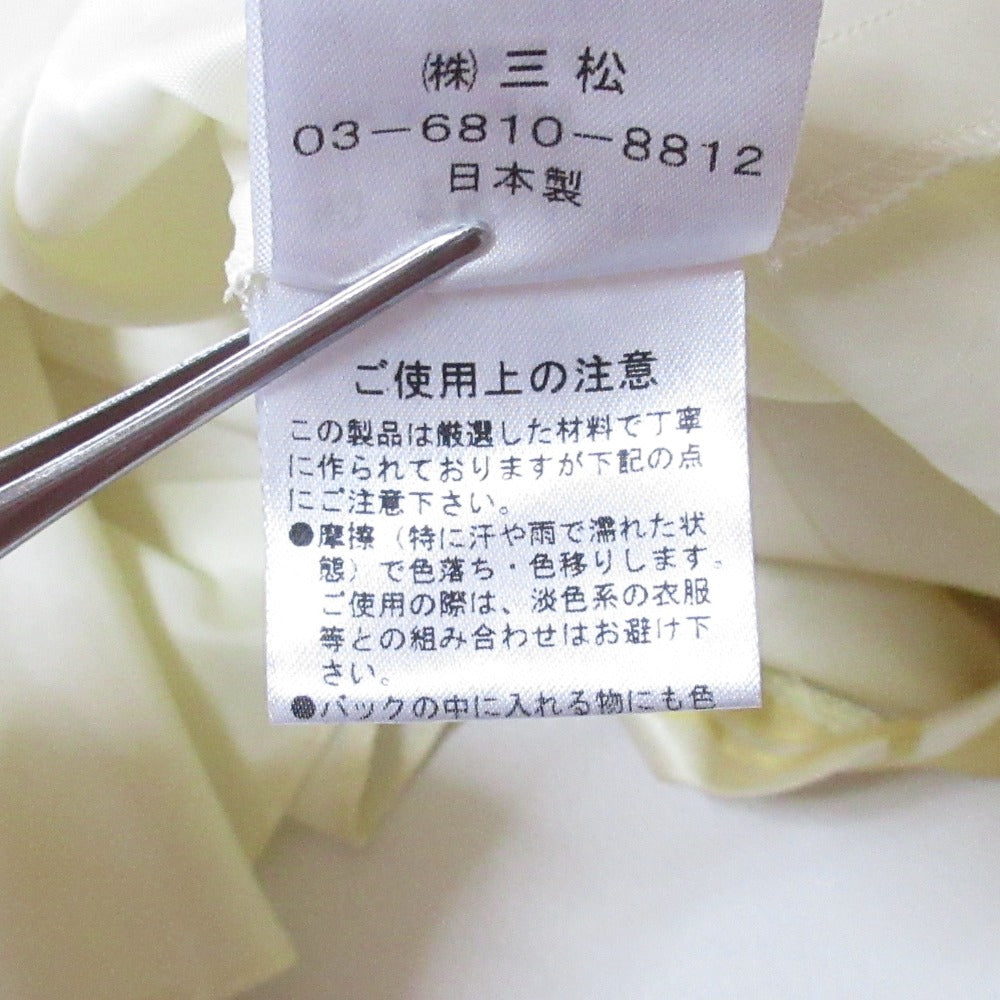 ㈱三松
03-6810-8812
日本製
ご使用上の注意
この製品は厳選した材料で丁寧
に作られておりますが下記の点
にご注意下さい。
●摩擦（特に汗や雨で濡れた状
態）で色落ち・色移りします。
ご使用の際は、淡色系の衣服
等との組み合わせはお避け下
さい。
●バックの中に入れる物にも色